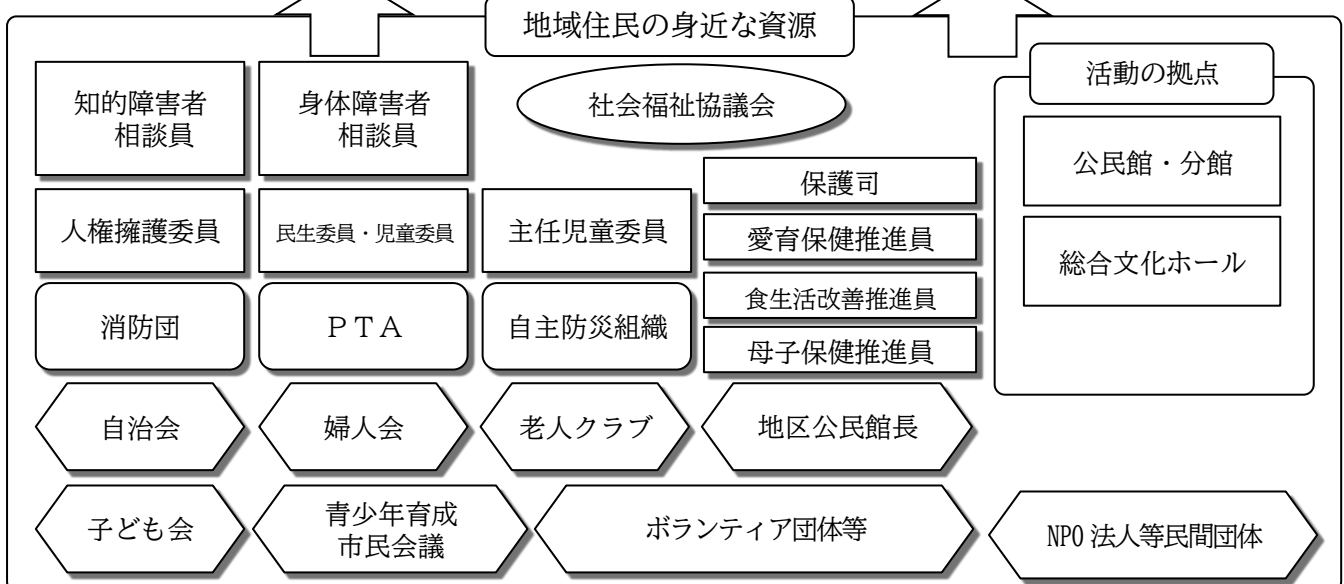 地域住民の身近な資源
活動の拠点
知的障害者
相談員
身体障害者
相談員
社会福祉協議会
公民館・分館
保護司
人権擁護委員
民生委員・児童委員
主任児童委員
愛育保健推進員
総合文化ホール
食生活改善推進員
消防団
ＰＴＡ
自主防災組織
母子保健推進員
自治会
婦人会
老人クラブ
地区公民館長
子ども会
青少年育成
市民会議
ボランティア団体等
NPO 法人等民間団体